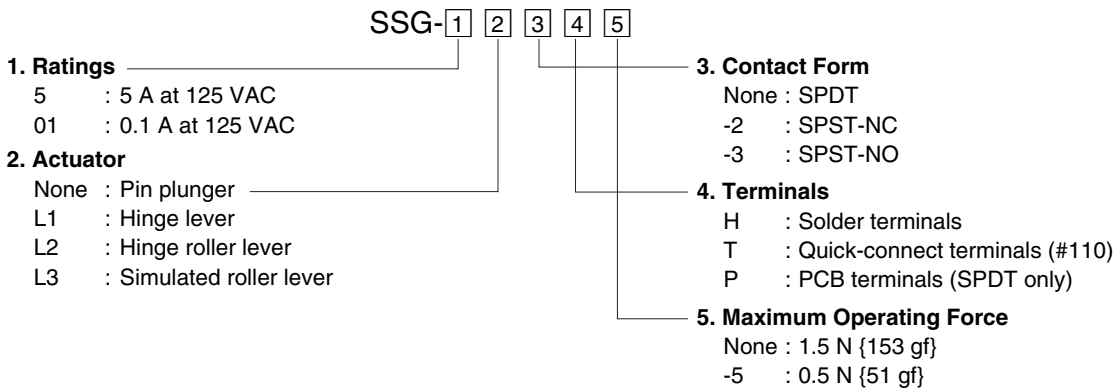 SSG-1 2 3 4 5
1. Ratings
5 : 5 A at 125 VAC
01 : 0.1 A at 125 VAC
2. Actuator
None : Pin plunger
L1 : Hinge lever
L2 : Hinge roller lever
L3 : Simulated roller lever
3. Contact Form
None : SPDT
-2 : SPST-NC
-3 : SPST-NO
4. Terminals
H : Solder terminals
T : Quick-connect terminals (#110)
P : PCB terminals (SPDT only)
5. Maximum Operating Force
None : 1.5 N {153 gf}
-5 : 0.5 N {51 gf}